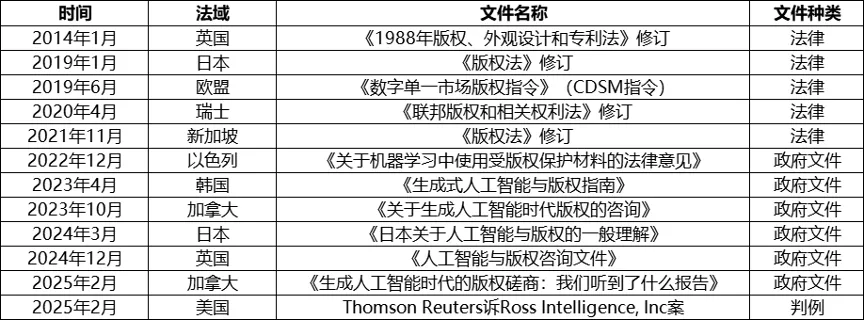 时间 法域 文件名称 文件种类
2014年1月 英国 《1988年版权、外观设计和专利法》修订 法律
2019年1月 日本 《版权法》修订 法律
2019年6月 欧盟 《数字单一市场版权指令》（CDSM指令） 法律
2020年4月 瑞士 《联邦版权和相关权利法》修订 法律
2021年11月 新加坡 《版权法》修订 法律
2022年12月 以色列 《关于机器学习中使用受版权保护材料的法律意见》 政府文件
2023年4月 韩国 《生成式人工智能与版权指南》 政府文件
2023年10月 加拿大 《关于生成人工智能时代版权的咨询》 政府文件
2024年3月 日本 《日本关于人工智能与版权的一般理解》 政府文件
2024年12月 英国 《人工智能与版权咨询文件》 政府文件
2025年2月 加拿大 《生成人工智能时代的版权磋商：我们听到了什么报告》 政府文件
2025年2月 美国 Thomson Reuters诉Ross Intelligence, Inc案 判例